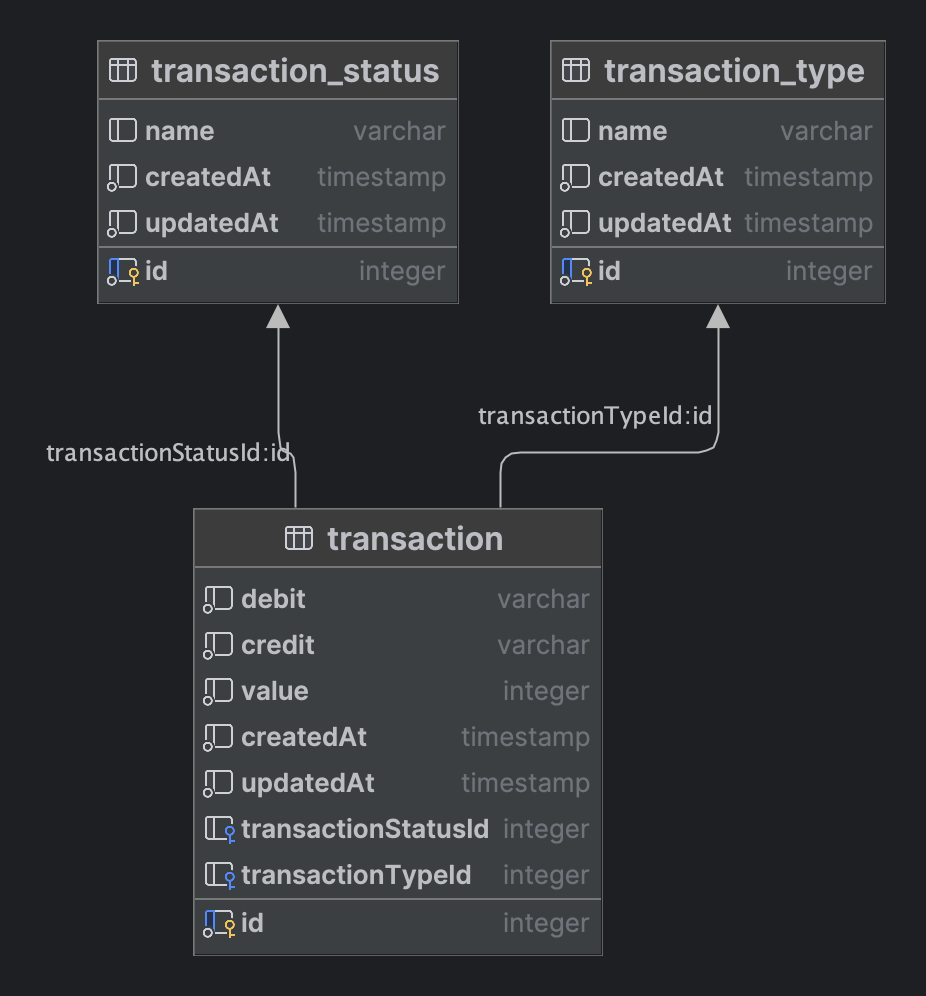 transaction_status
name varchar
createdAt timestamp
updatedAt timestamp
id integer
transaction_type
name varchar
createdAt timestamp
updatedAt timestamp
id integer
transactionTypeId:id
transactionStatusId:id
transaction
debit varchar
credit varchar
value integer
createdAt timestamp
updatedAt timestamp
transactionStatusId integer
transactionTypeId integer
id integer